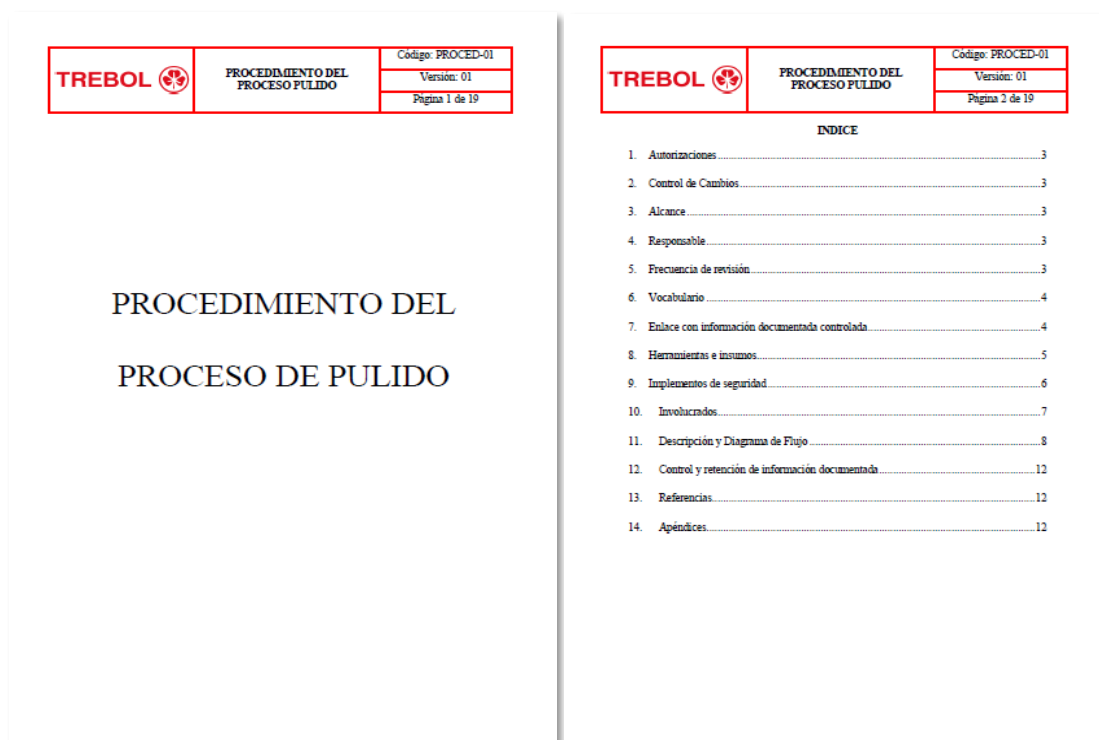 TREBOL
PROCEDIMIENTO DEL
PROCESO PULIDO
Código: PROCED-01
Versión: 01
Página 1 de 19
PROCEDIMIENTO DEL
PROCESO DE PULIDO
TREBOL
PROCEDIMIENTO DEL
PROCESO PULIDO
Código: PROCED-01
Versión: 01
Página 2 de 19
INDICE
1. Autorizaciones....................3
2. Control de Cambios....................3
3. Alcance....................3
4. Responsable....................3
5. Frecuencia de revisión....................3
6. Vocabulario....................4
7. Enlace con información documentada controlada....................4
8. Herramientas e insumos....................5
9. Implementos de seguridad....................6
10. Involucrados....................7
11. Descripción y Diagrama de Flujo....................8
12. Control y retención de información documentada....................12
13. Referencias....................12
14. Apéndices....................12